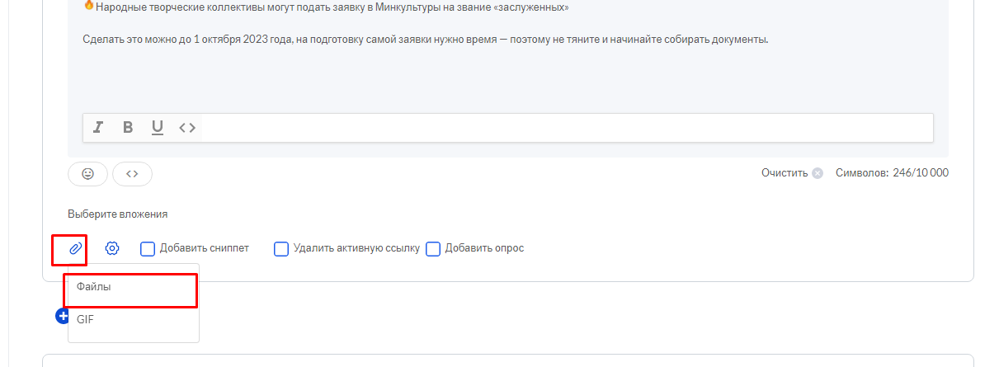 🔥Народные творческие коллективы могут подать заявку в Минкультуры на звание «заслуженных»
Сделать это можно до 1 октября 2023 года, на подготовку самой заявки нужно время — поэтому не тяните и начинайте собирать документы.
I B U <>
<> Очистить Символов: 246/10 000
Выберите вложения
Добавить сниппет Удалить активную ссылку Добавить опрос
Файлы
GIF